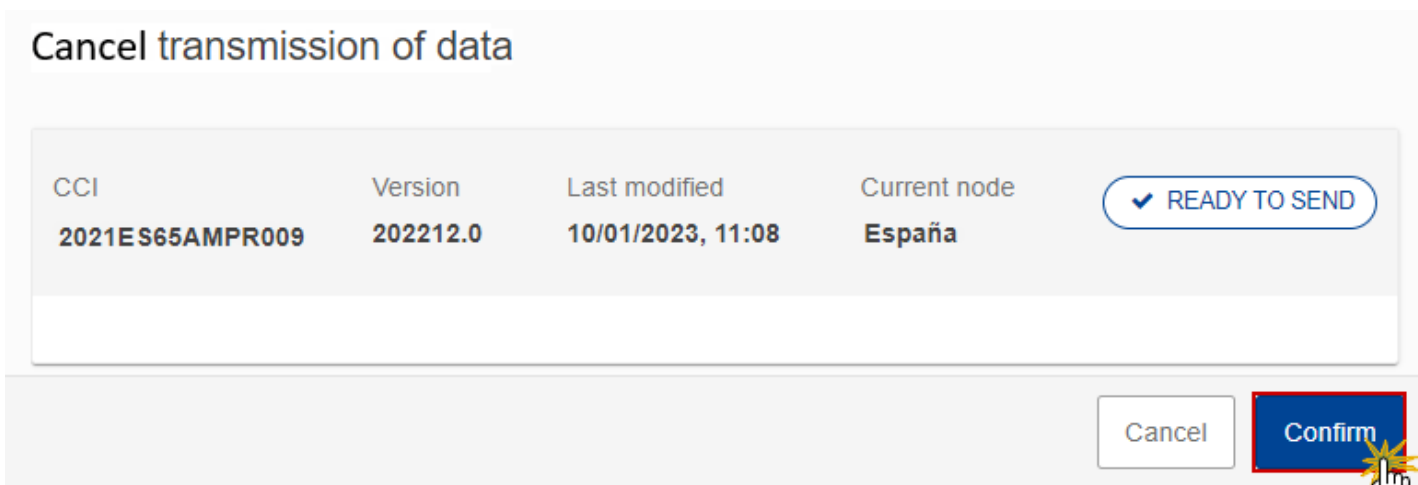 Cancel transmission of data
CCI Version Last modified Current node
READY TO SEND
2021ES65AMPR009 202212.0 10/01/2023, 11:08 España
Cancel Confirm